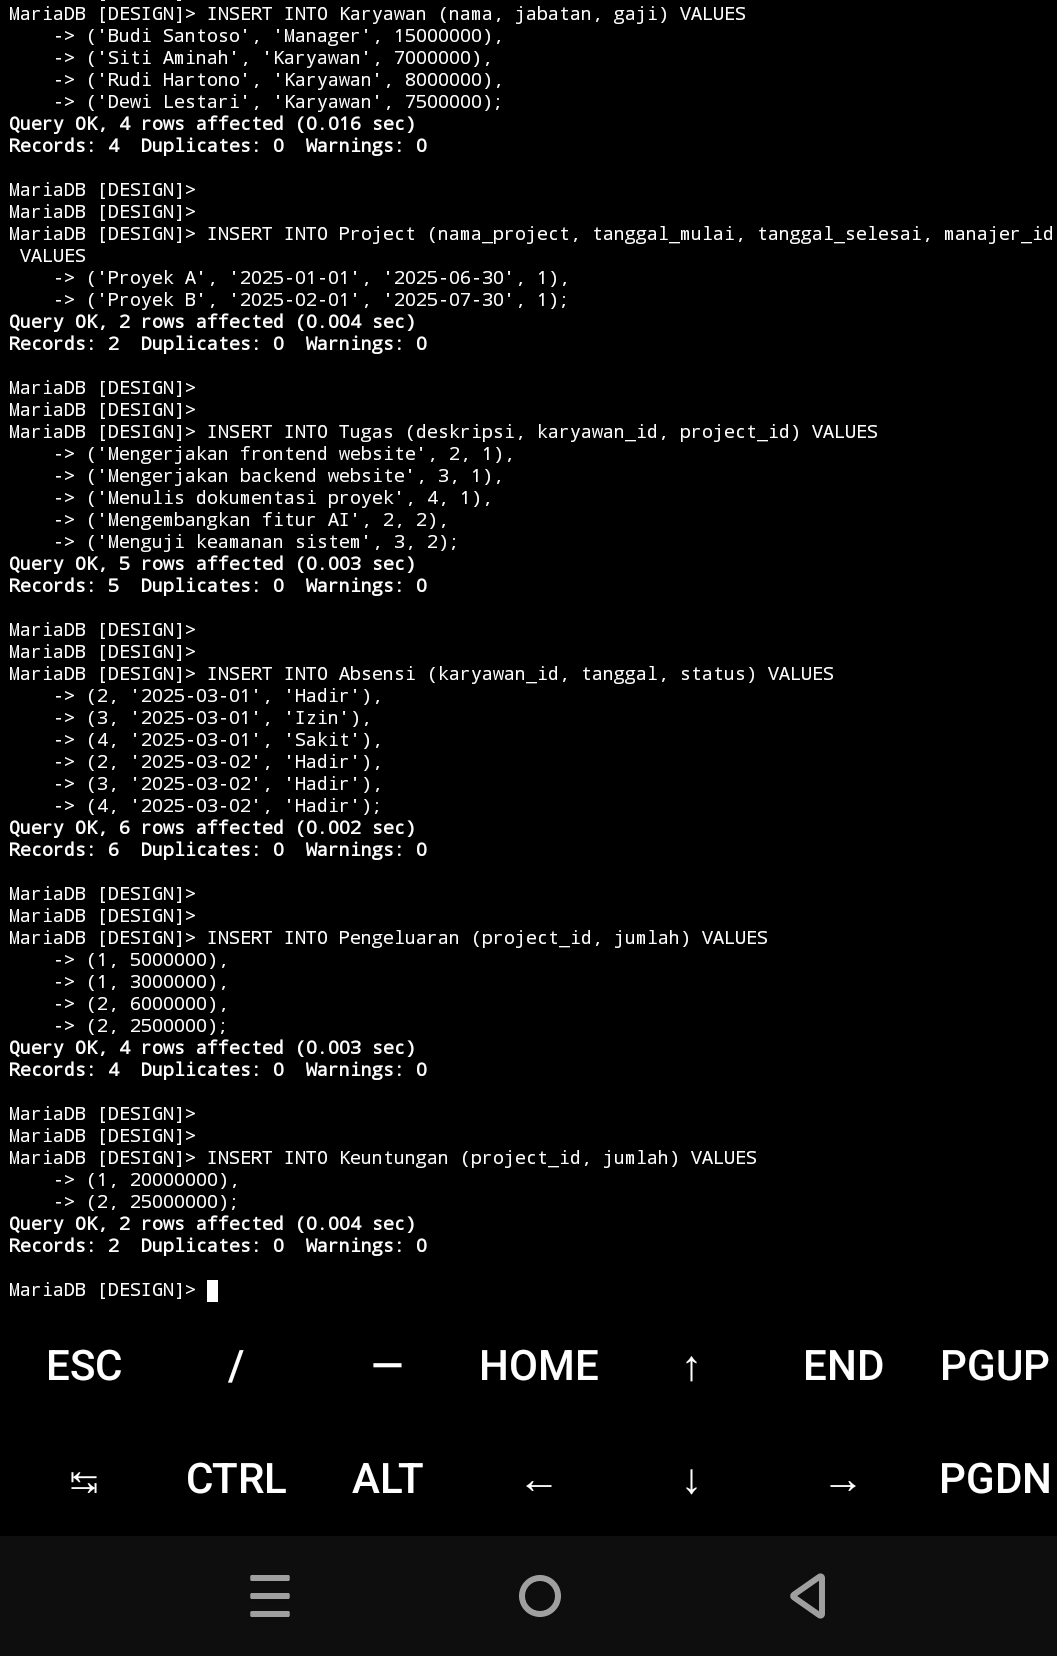 MariaDB [DESIGN]> INSERT INTO Karyawan (nama, jabatan, gaji) VALUES
    -> ('Budi Santoso', 'Manager', 15000000),
    -> ('Siti Aminah', 'Karyawan', 7000000),
    -> ('Rudi Hartono', 'Karyawan', 8000000),
    -> ('Dewi Lestari', 'Karyawan', 7500000);
Query OK, 4 rows affected (0.016 sec)
Records: 4  Duplicates: 0  Warnings: 0

MariaDB [DESIGN]>
MariaDB [DESIGN]>
MariaDB [DESIGN]> INSERT INTO Project (nama_project, tanggal_mulai, tanggal_selesai, manajer_id
 VALUES
    -> ('Proyek A', '2025-01-01', '2025-06-30', 1),
    -> ('Proyek B', '2025-02-01', '2025-07-30', 1);
Query OK, 2 rows affected (0.004 sec)
Records: 2  Duplicates: 0  Warnings: 0

MariaDB [DESIGN]>
MariaDB [DESIGN]>
MariaDB [DESIGN]> INSERT INTO Tugas (deskripsi, karyawan_id, project_id) VALUES
    -> ('Mengerjakan frontend website', 2, 1),
    -> ('Mengerjakan backend website', 3, 1),
    -> ('Menulis dokumentasi proyek', 4, 1),
    -> ('Mengembangkan fitur AI', 2, 2),
    -> ('Menguji keamanan sistem', 3, 2);
Query OK, 5 rows affected (0.003 sec)
Records: 5  Duplicates: 0  Warnings: 0

MariaDB [DESIGN]>
MariaDB [DESIGN]>
MariaDB [DESIGN]> INSERT INTO Absensi (karyawan_id, tanggal, status) VALUES
    -> (2, '2025-03-01', 'Hadir'),
    -> (3, '2025-03-01', 'Izin'),
    -> (4, '2025-03-01', 'Sakit'),
    -> (2, '2025-03-02', 'Hadir'),
    -> (3, '2025-03-02', 'Hadir'),
    -> (4, '2025-03-02', 'Hadir');
Query OK, 6 rows affected (0.002 sec)
Records: 6  Duplicates: 0  Warnings: 0

MariaDB [DESIGN]>
MariaDB [DESIGN]>
MariaDB [DESIGN]> INSERT INTO Pengeluaran (project_id, jumlah) VALUES
    -> (1, 5000000),
    -> (1, 3000000),
    -> (2, 6000000),
    -> (2, 2500000);
Query OK, 4 rows affected (0.003 sec)
Records: 4  Duplicates: 0  Warnings: 0

MariaDB [DESIGN]>
MariaDB [DESIGN]>
MariaDB [DESIGN]> INSERT INTO Keuntungan (project_id, jumlah) VALUES
    -> (1, 20000000),
    -> (2, 25000000);
Query OK, 2 rows affected (0.004 sec)
Records: 2  Duplicates: 0  Warnings: 0

MariaDB [DESIGN]>
ESC / — HOME ↑ END PGUP
↹ CTRL ALT ← ↓ → PGDN